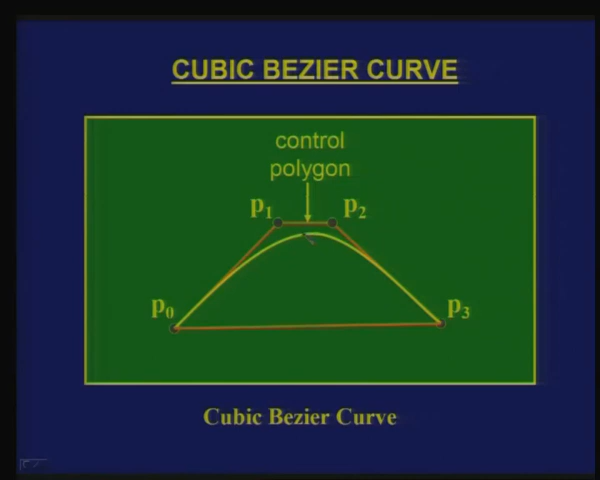 CUBIC BEZIER CURVE
control
polygon
p1 p2
p0 p3
Cubic Bezier Curve